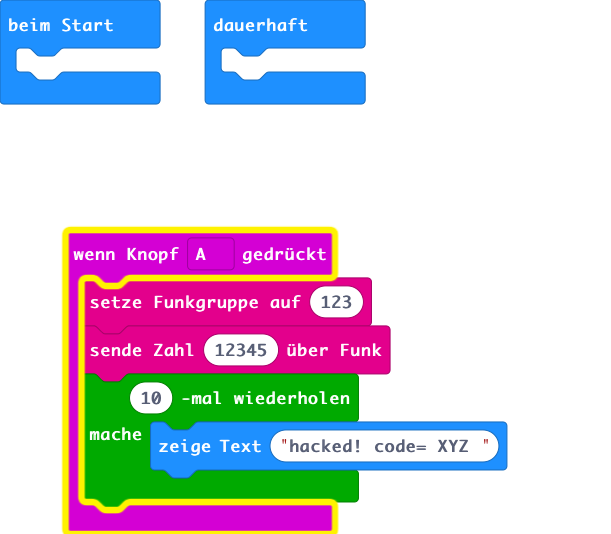 beim Start
dauerhaft
wenn Knopf A gedrückt
setze Funkgruppe auf 123
sende Zahl 12345 über Funk
10 -mal wiederholen
mache
zeige Text "hacked! code= XYZ "